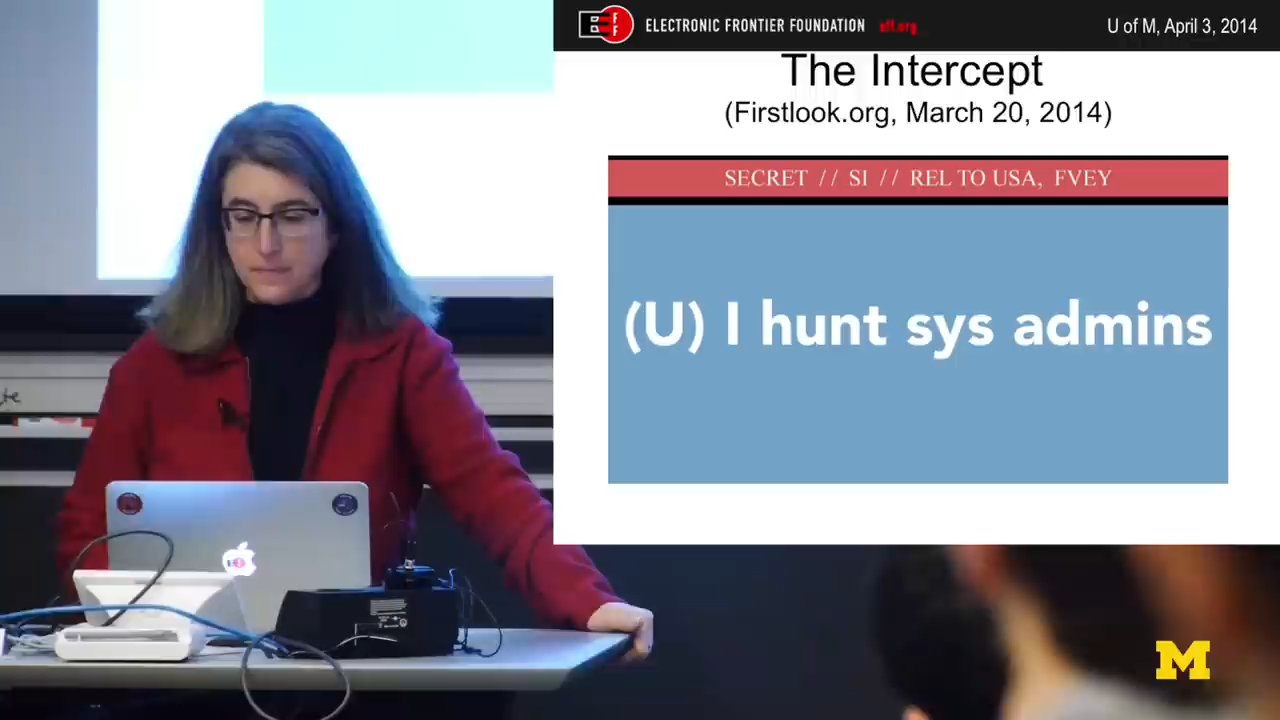 ELECTRONIC FRONTIER FOUNDATION eff.org
U of M, April 3, 2014
The Intercept
(Firstlook.org, March 20, 2014)
SECRET // SI // REL TO USA, FVEY
(U) I hunt sys admins
M